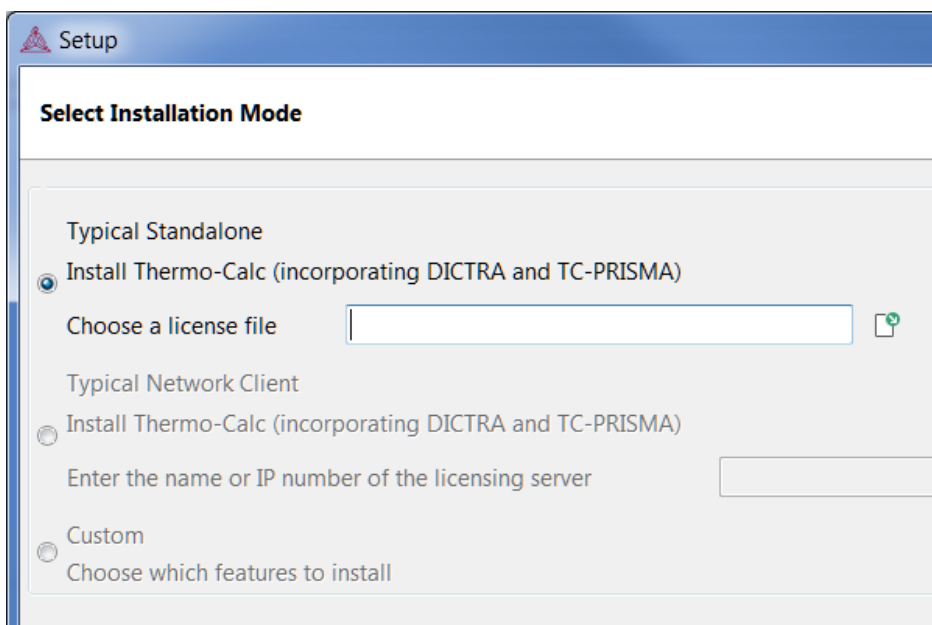 Setup
Select Installation Mode
Typical Standalone
Install Thermo-Calc (incorporating DICTRA and TC-PRISMA)
Choose a license file
Typical Network Client
Install Thermo-Calc (incorporating DICTRA and TC-PRISMA)
Enter the name or IP number of the licensing server
Custom
Choose which features to install